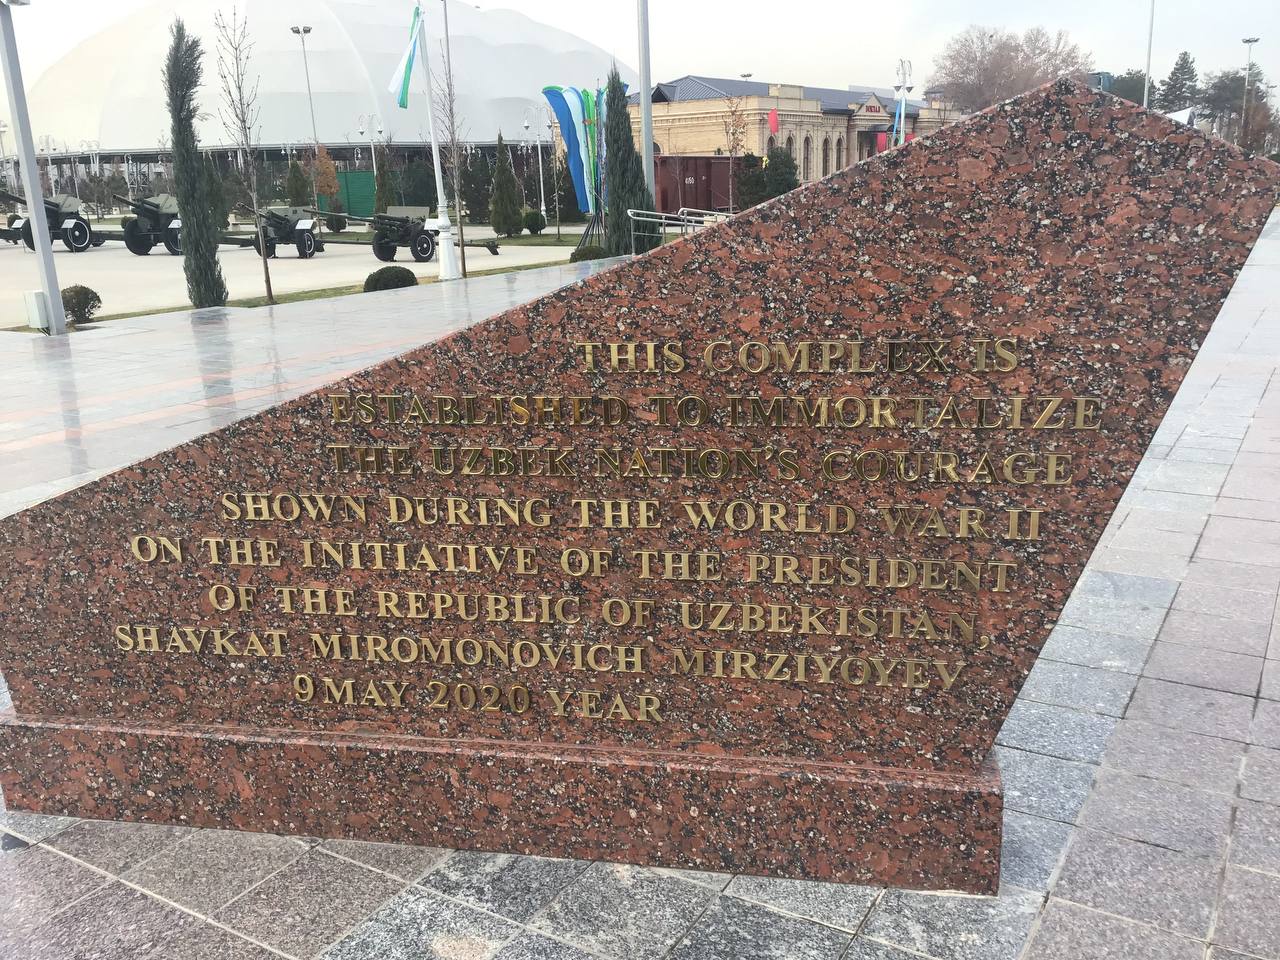 ВОКЗАЛ
THIS COMPLEX IS
ESTABLISHED TO IMMORTALIZE
THE UZBEK NATION'S COURAGE
SHOWN DURING THE WORLD WAR II
ON THE INITIATIVE OF THE PRESIDENT
OF THE REPUBLIC OF UZBEKISTAN,
SHAVKAT MIROMONOVICH MIRZIYOYEV
9 MAY 2020 YEAR